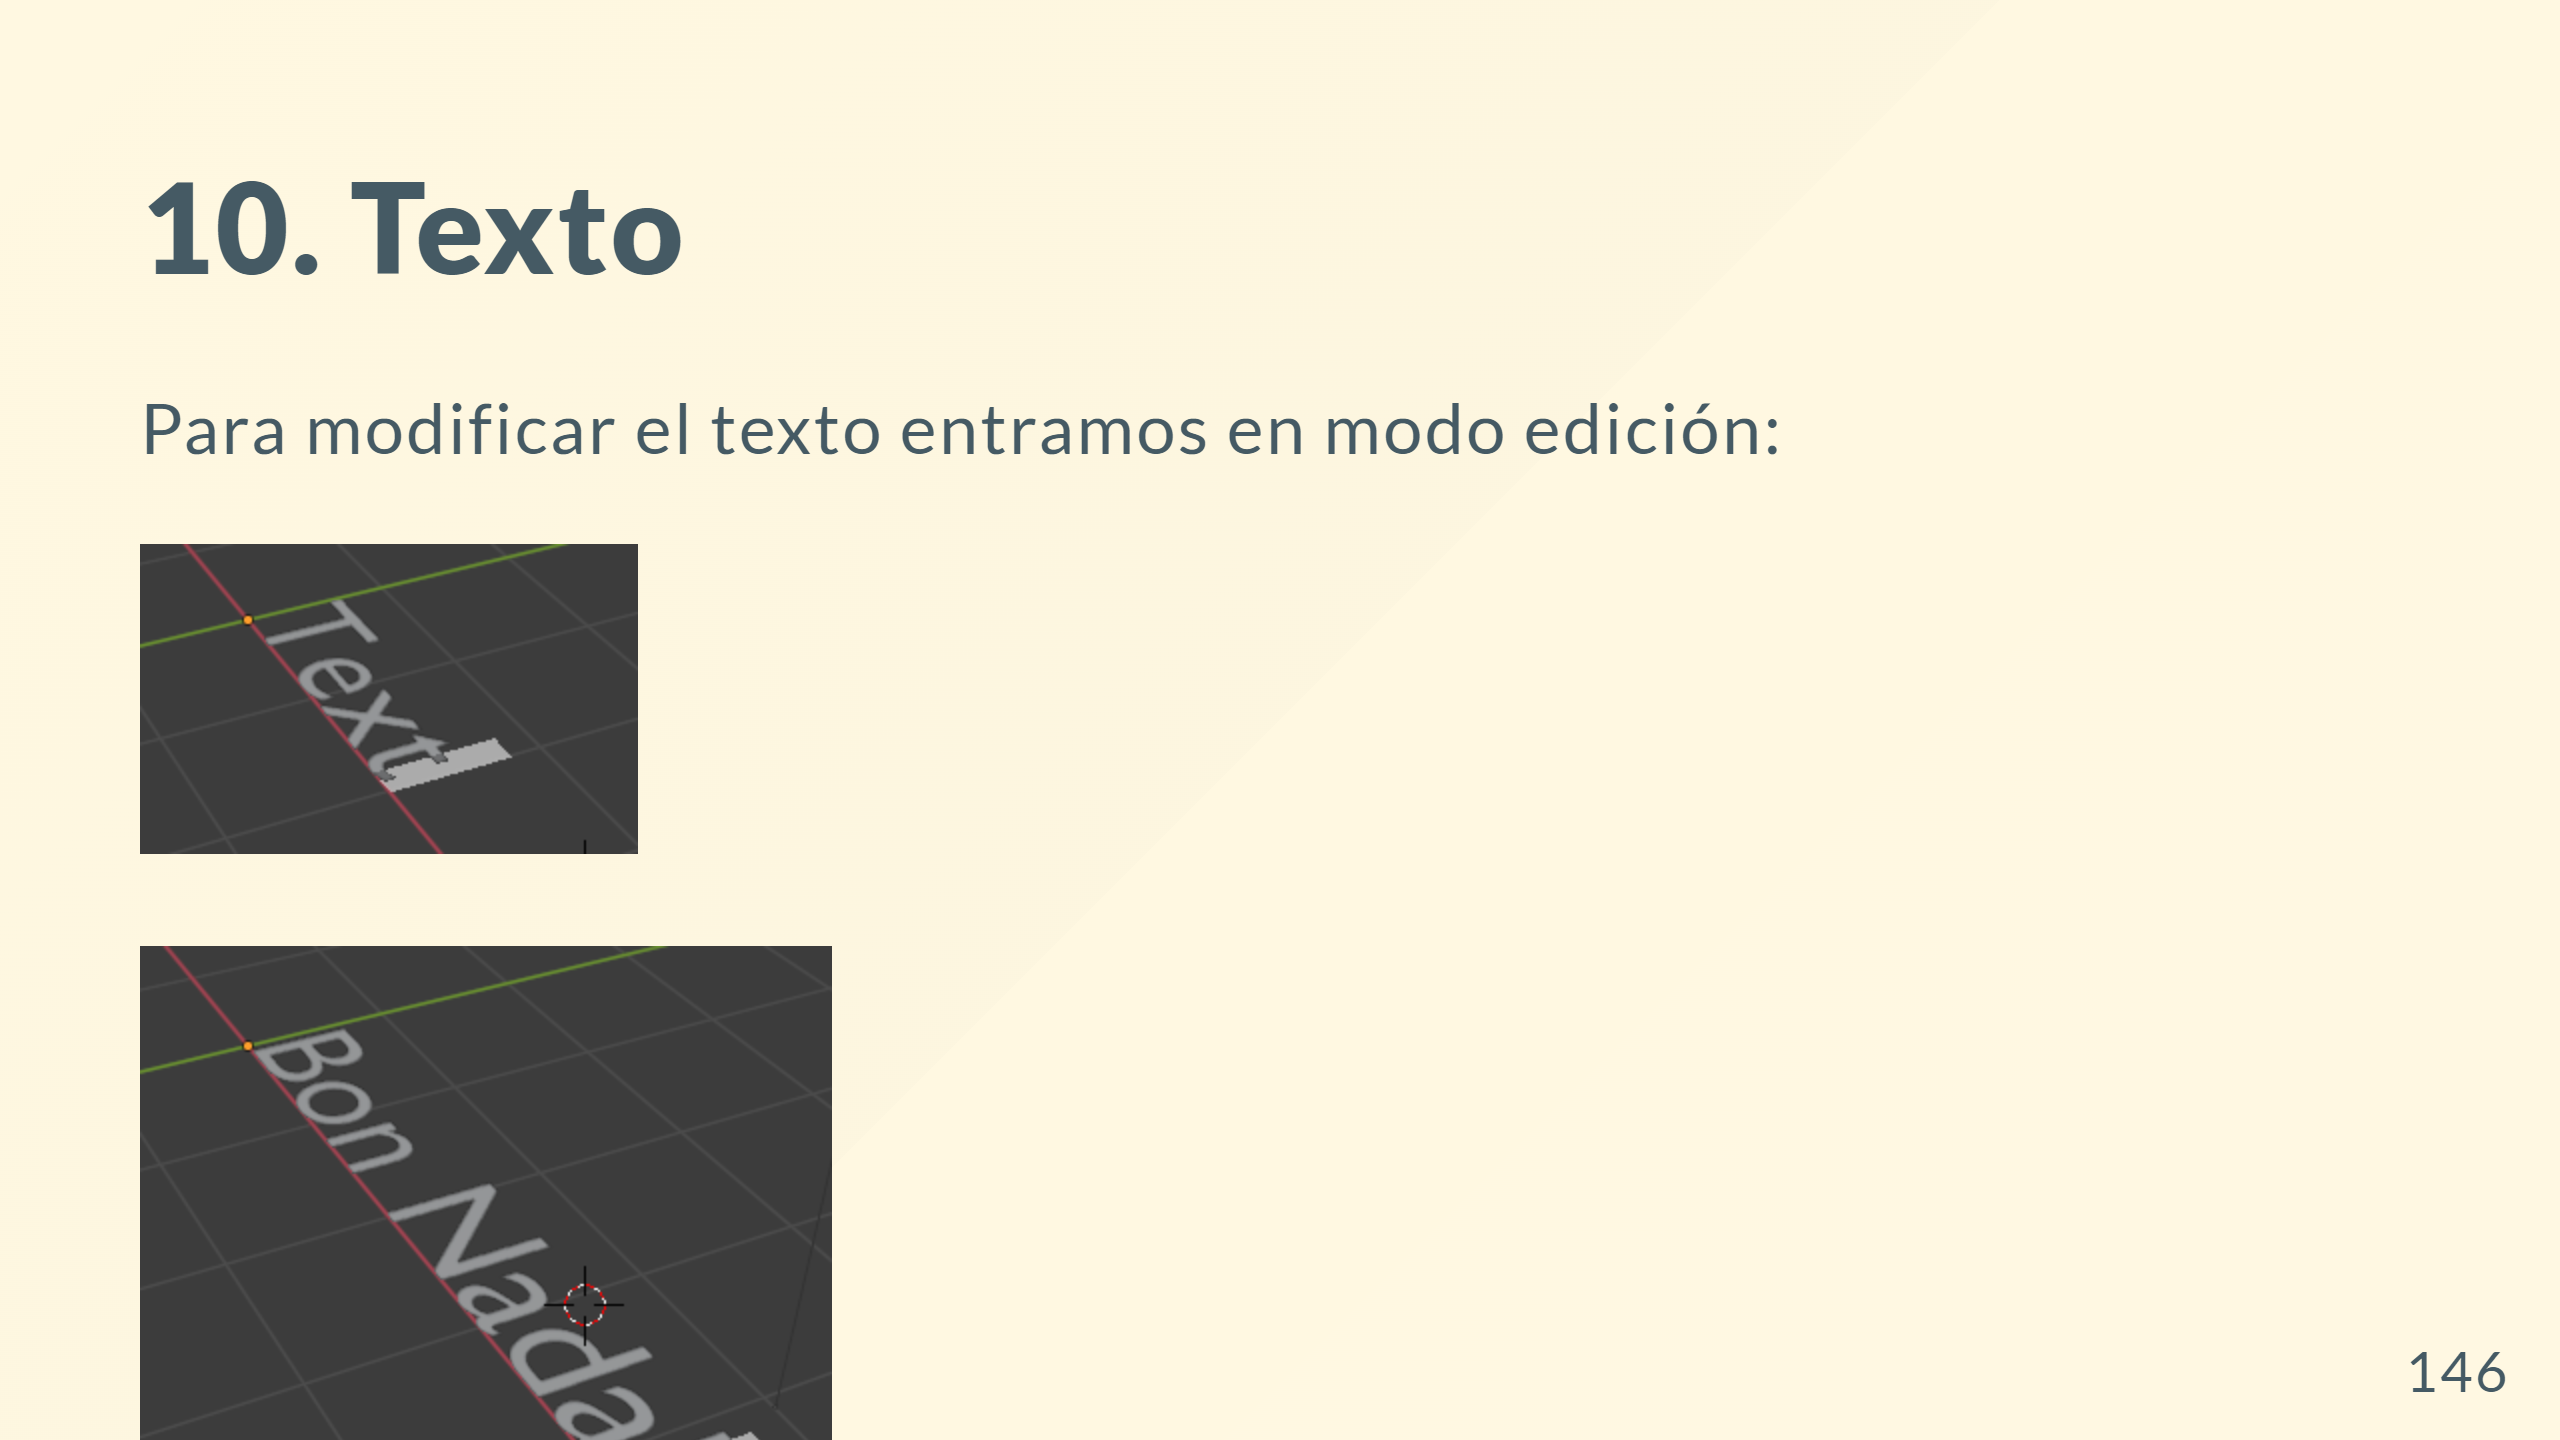 10. Texto
Para modificar el texto entramos en modo edición:
Text
Bon Nada
146